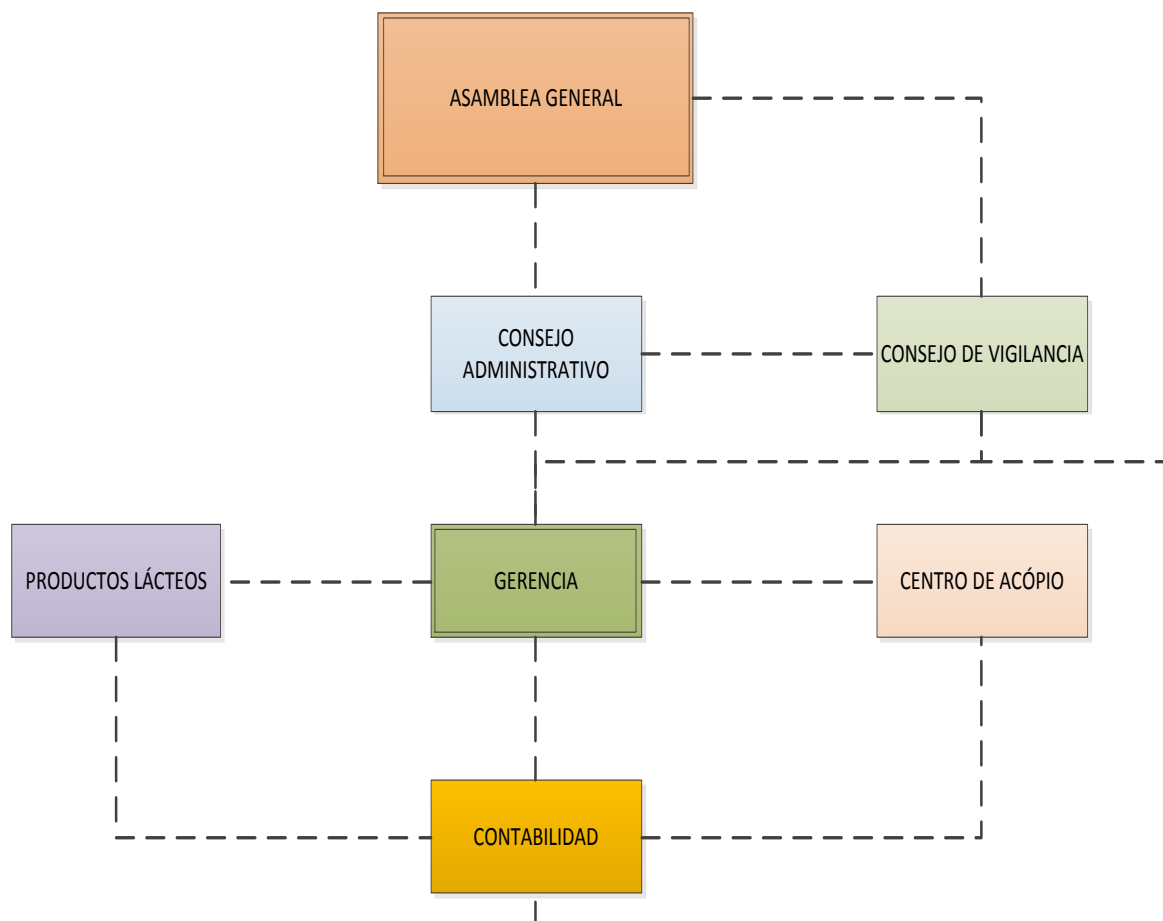 ASAMBLEA GENERAL
CONSEJO
ADMINISTRATIVO
CONSEJO DE VIGILANCIA
PRODUCTOS LÁCTEOS
GERENCIA
CENTRO DE ACÓPIO
CONTABILIDAD